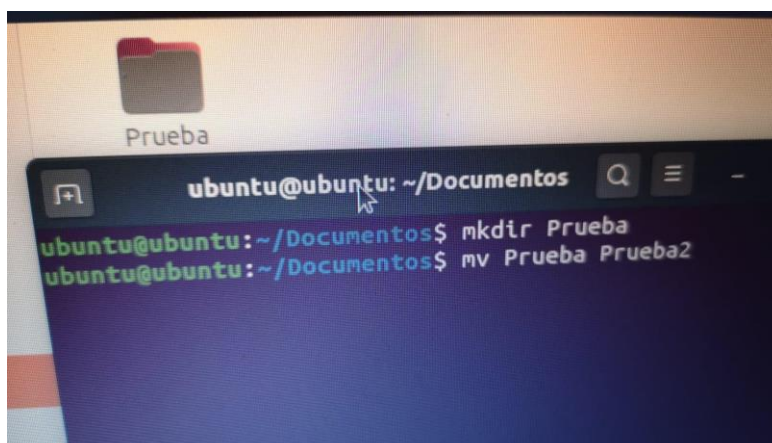 Prueba
ubuntu@ubuntu: ~/Documentos
ubuntu@ubuntu:~/Documentos$ mkdir Prueba
ubuntu@ubuntu:~/Documentos$ mv Prueba Prueba2